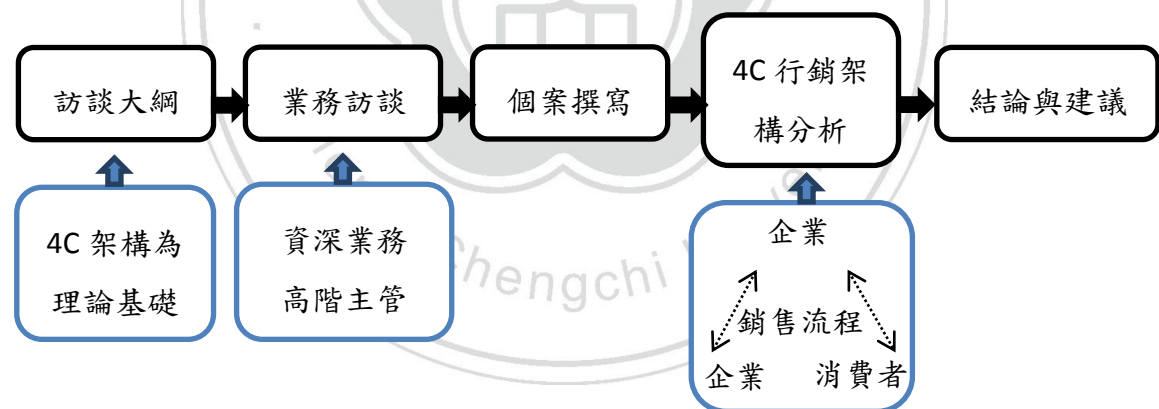 訪談大綱
業務訪談
個案撰寫
4C 行銷架
構分析
結論與建議
4C 架構為
理論基礎
資深業務
高階主管
企業
銷售流程
企業 消費者
Chengchi